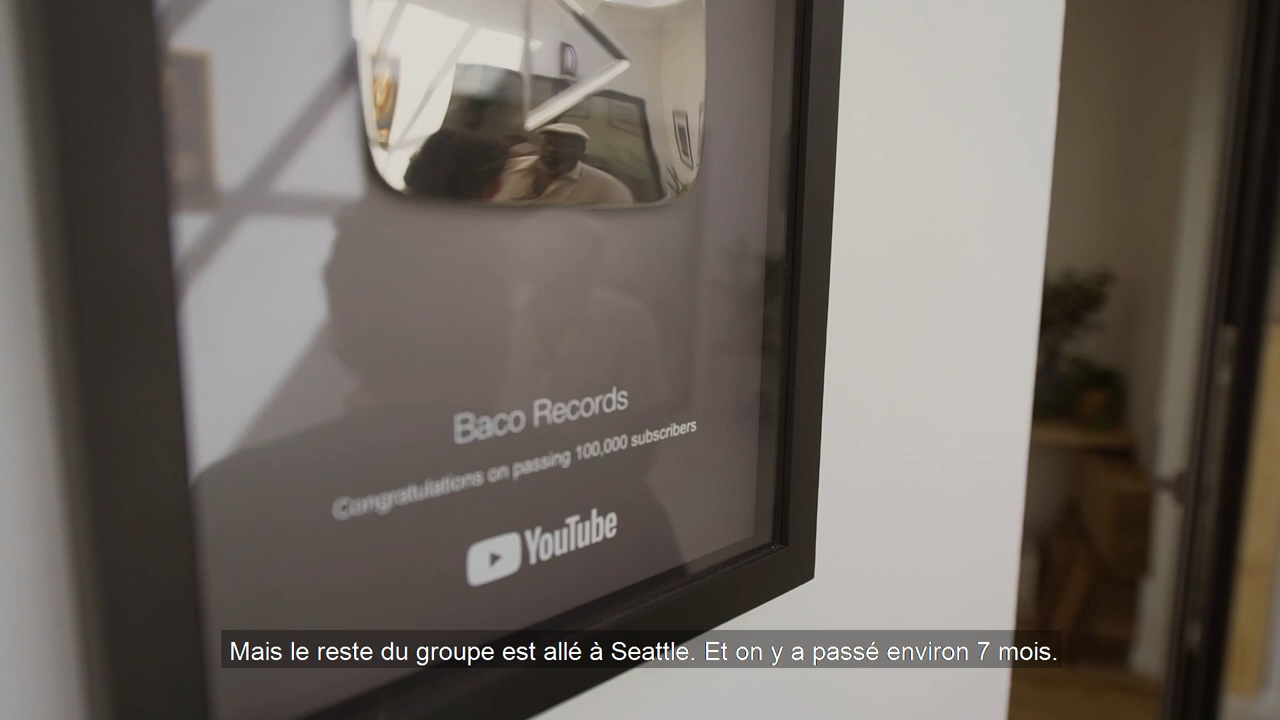 Baco Records
Congratulations on passing 100,000 subscribers
YouTube
Mais le reste du groupe est allé à Seattle. Et on y a passé environ 7 mois.